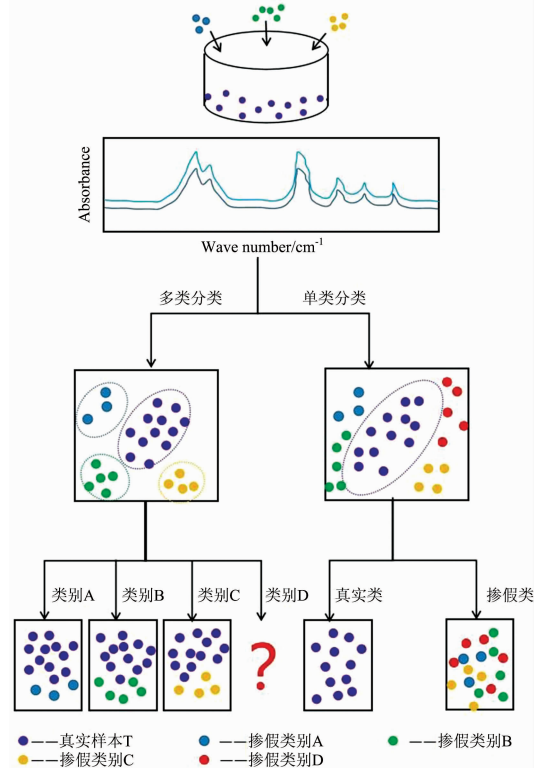 Absorbance
Wave number/cm⁻¹
多类分类 单类分类
类别A 类别B 类别C 类别D 真实类 掺假类
?
——真实样本T ——掺假类别A ——掺假类别B
——掺假类别C ——掺假类别D